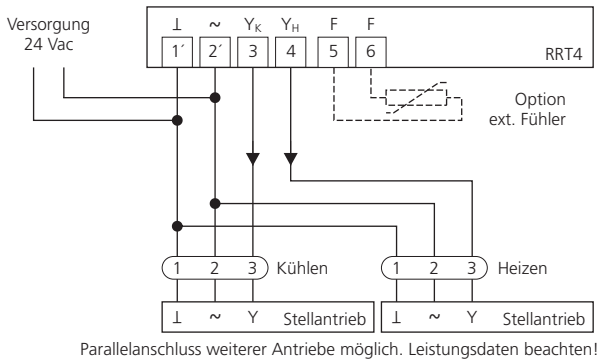 Versorgung
24 Vac
⊥ ~ YK YH F F
1´ 2´ 3 4 5 6
RRT4
Option
ext. Fühler
1 2 3 Kühlen
1 2 3 Heizen
⊥ ~ Y Stellantrieb
⊥ ~ Y Stellantrieb
Parallelanschluss weiterer Antriebe möglich. Leistungsdaten beachten!